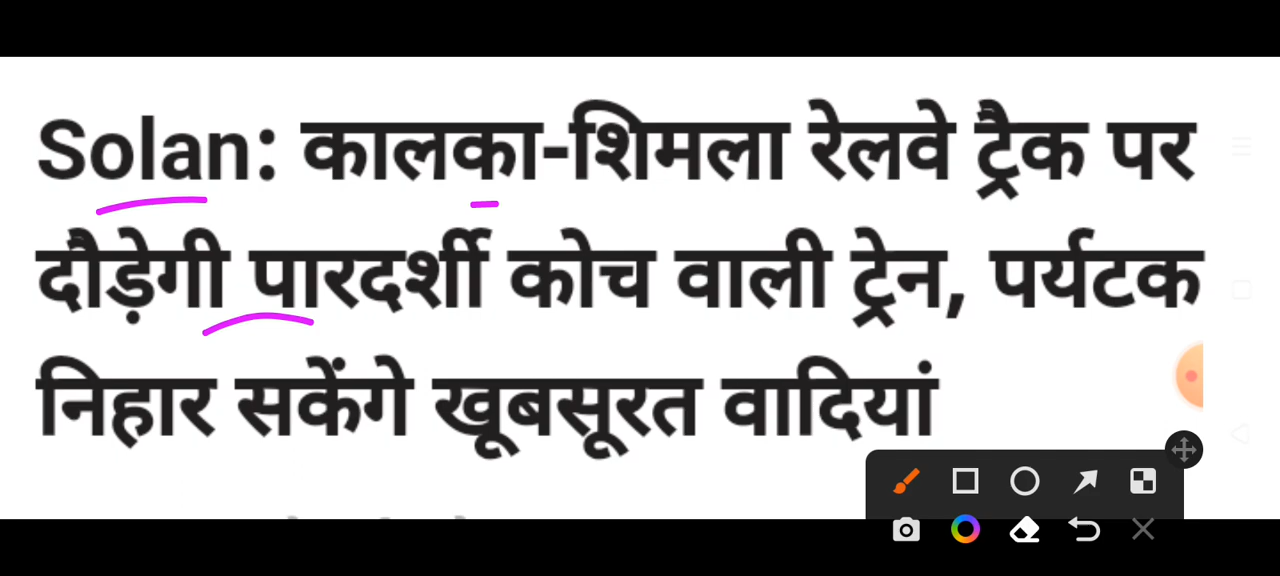 Solan: कालका-शिमला रेलवे ट्रैक पर
दौड़ेगी पारदर्शी कोच वाली ट्रेन, पर्यटक
निहार सकेंगे खूबसूरत वादियां